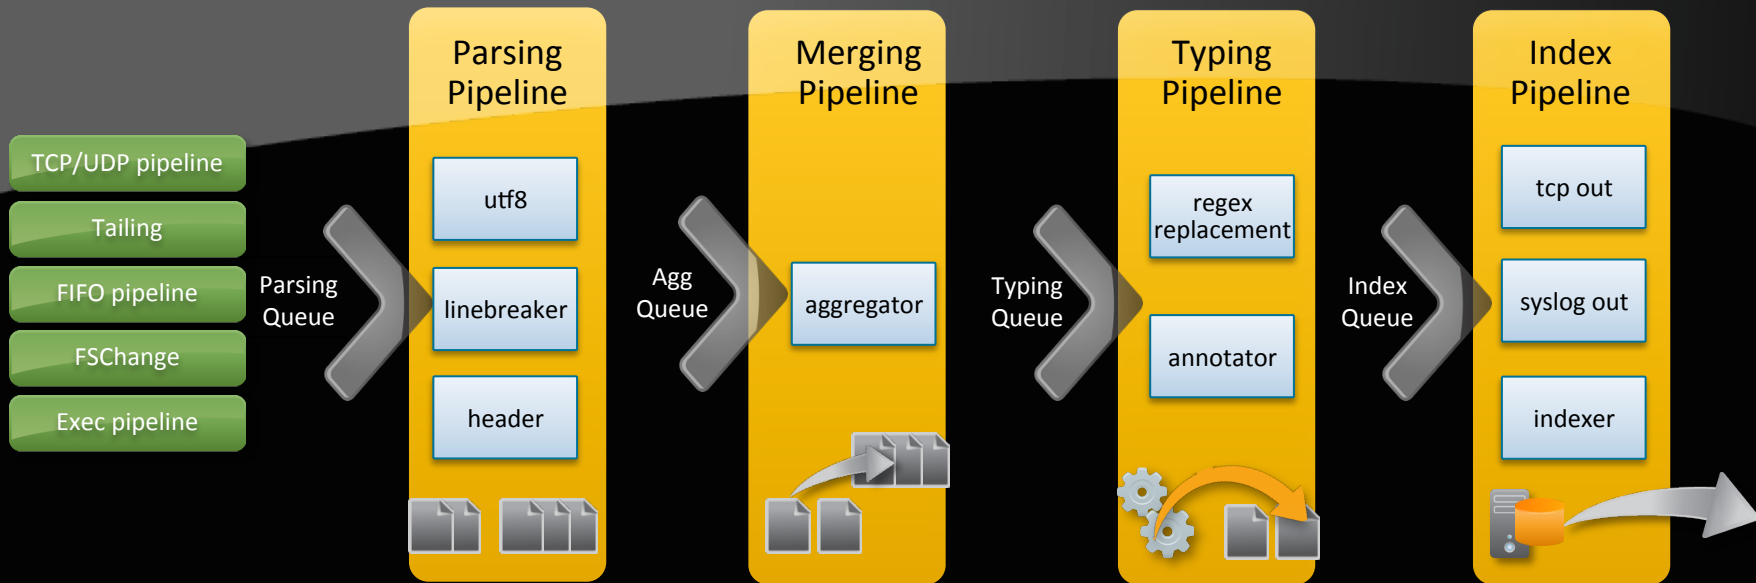 TCP/UDP pipeline
Tailing
FIFO pipeline
FSChange
Exec pipeline
Parsing
Queue
Parsing
Pipeline
utf8
linebreaker
header
Agg
Queue
Merging
Pipeline
aggregator
Typing
Queue
Typing
Pipeline
regex
replacement
annotator
Index
Queue
Index
Pipeline
tcp out
syslog out
indexer